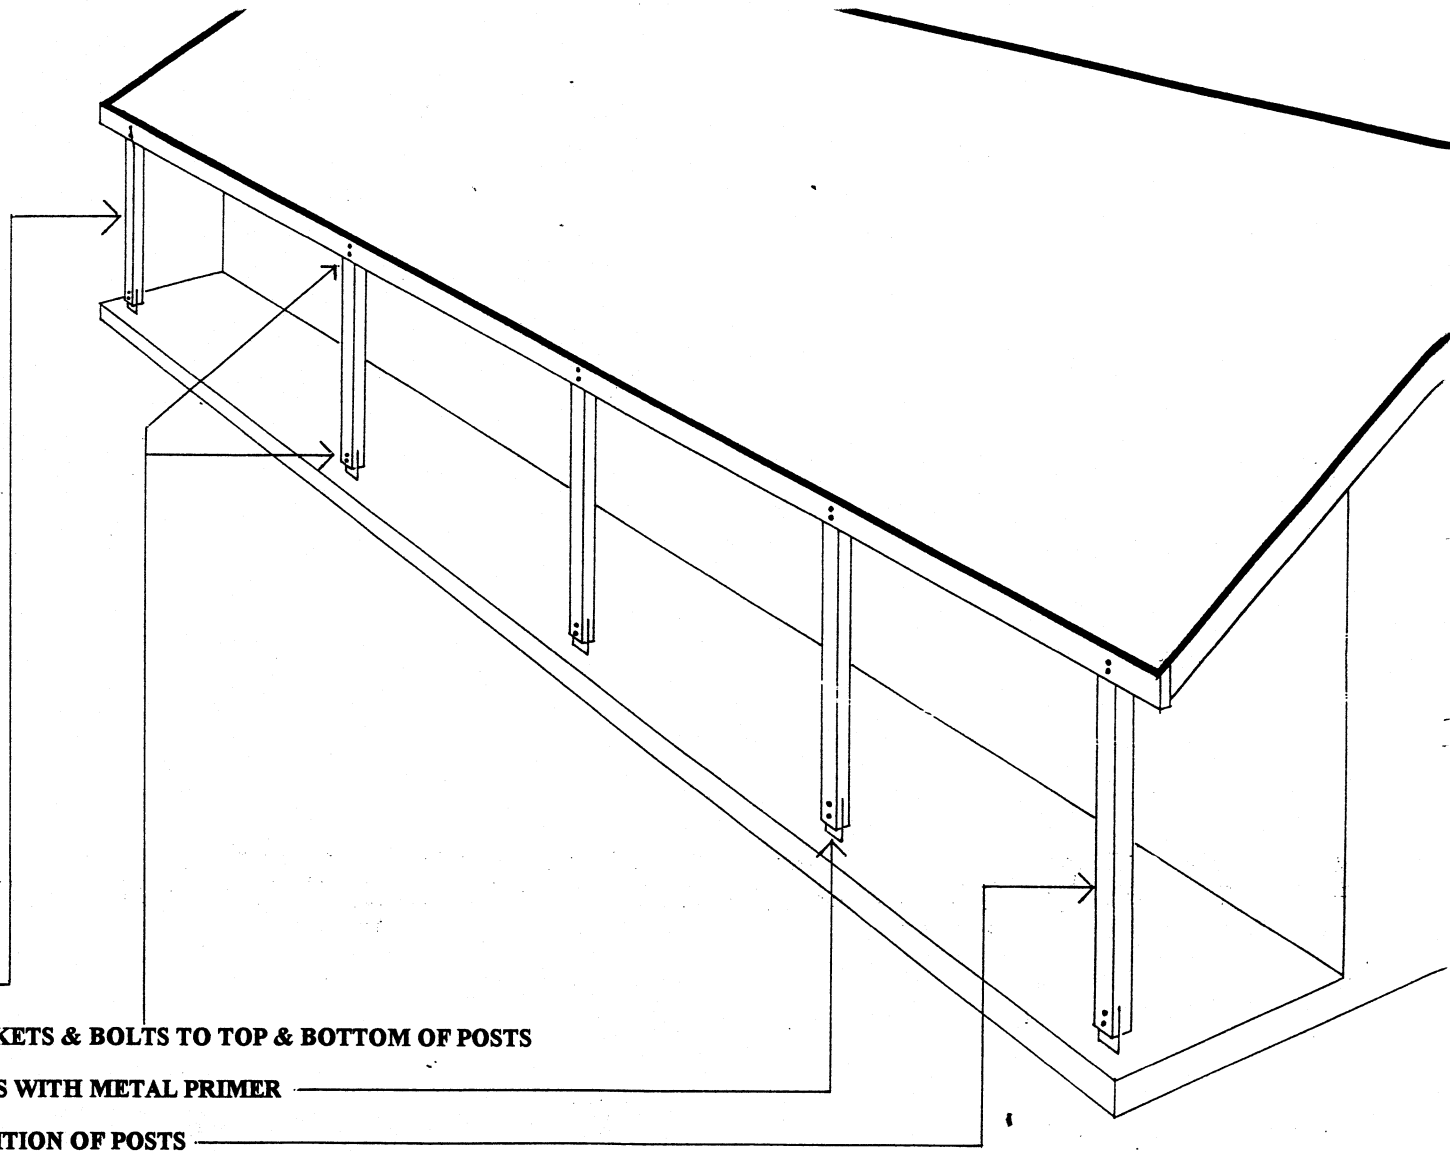 KETS & BOLTS TO TOP & BOTTOM OF POSTS
S WITH METAL PRIMER
ITION OF POSTS